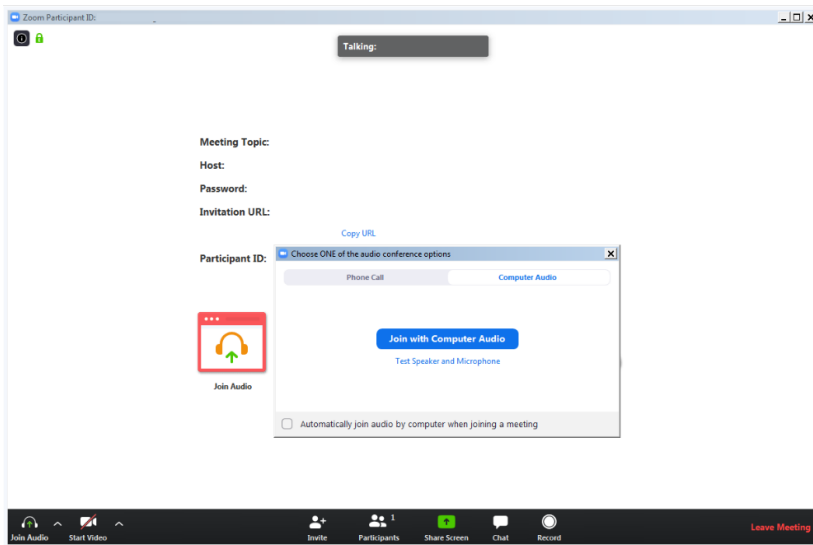 Zoom Participant ID:
Talking:
Meeting Topic:
Host:
Password:
Invitation URL:
Copy URL
Participant ID:
Choose ONE of the audio conference options
Phone Call
Computer Audio
Join with Computer Audio
Test Speaker and Microphone
Automatically join audio by computer when joining a meeting
Join Audio
Join Audio
Start Video
Invite
1
Participants
Share Screen
Chat
Record
Leave Meeting